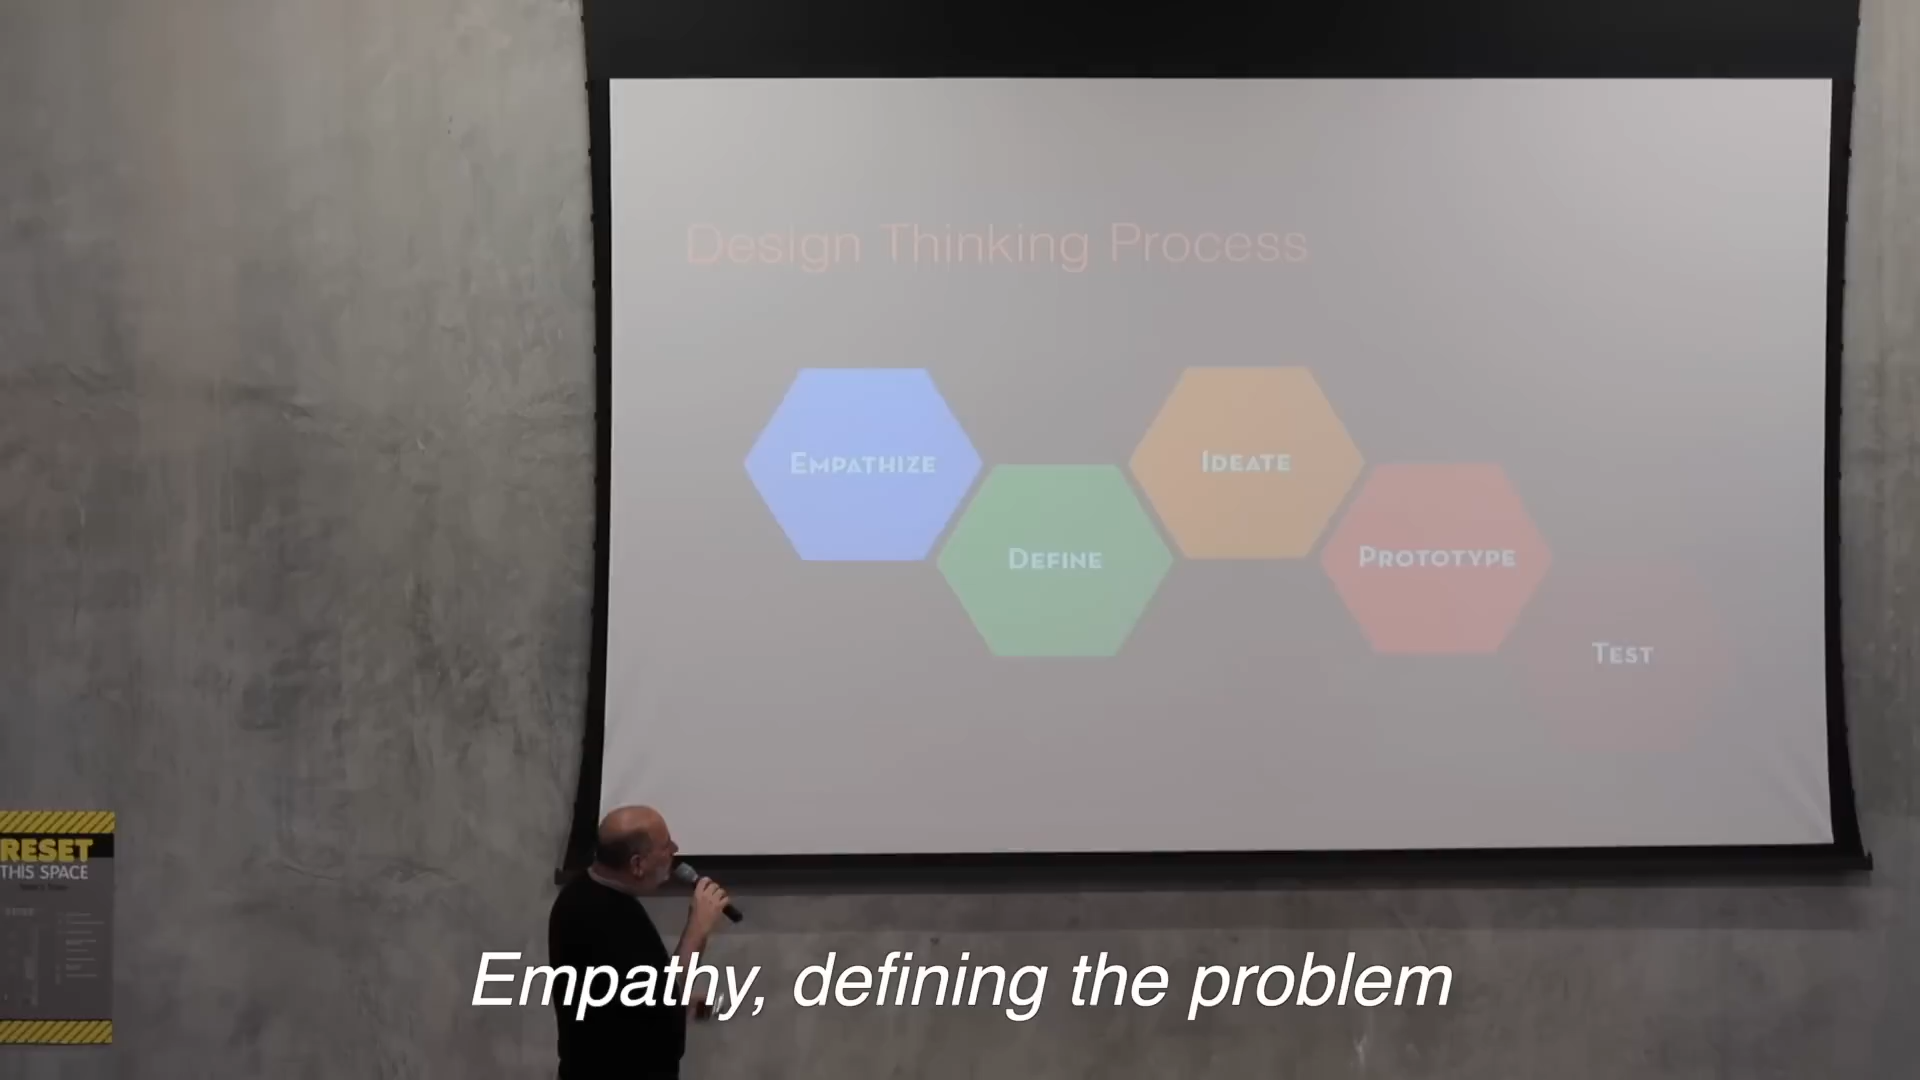 Design Thinking Process
EMPATHIZE
DEFINE
IDEATE
PROTOTYPE
TEST
RESET
THIS SPACE
Empathy, defining the problem